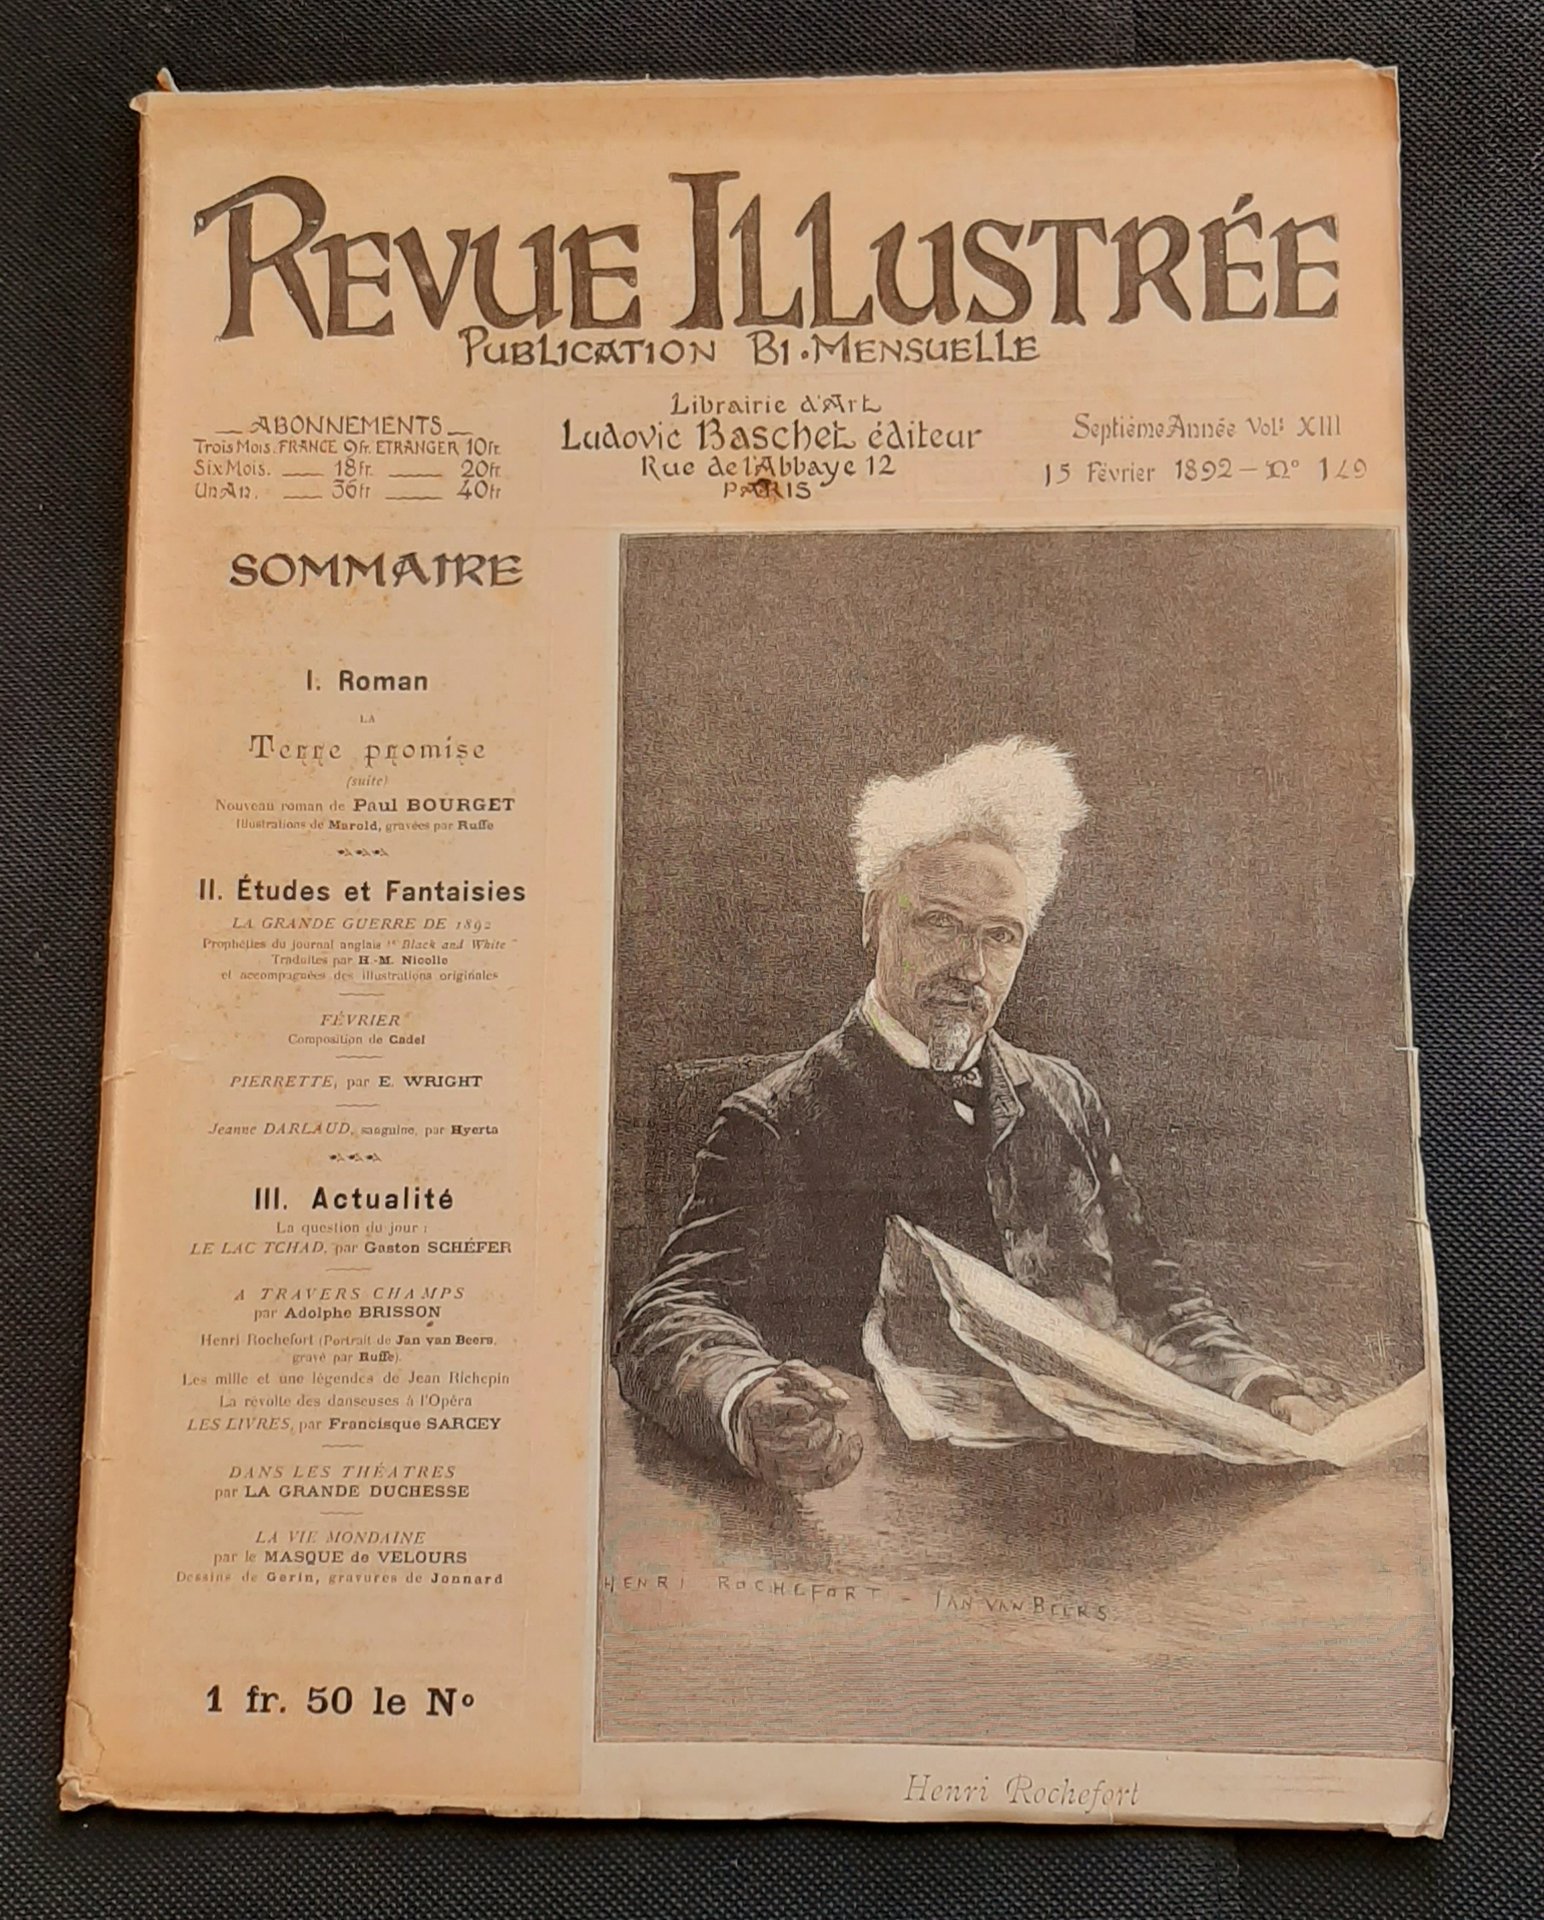 REVUE ILLUSTRÉE
PUBLICATION BI-MENSUELLE
ABONNEMENTS
Trois Mois. FRANCE 9fr. ETRANGER 10fr.
Six Mois. 18fr. 20fr
Un An. 36fr 40fr
Librairie d'Art
Ludovic Baschet éditeur
Rue de l'Abbaye 12
PARIS
Septième Année Vol: XIII
15 Février 1892 — No 149
SOMMAIRE
I. Roman
LA
Terre promise
(suite)
Nouveau roman de Paul BOURGET
Illustrations de Marold, gravées par Ruffe
II. Études et Fantaisies
LA GRANDE GUERRE DE 1892
Prophéties du journal anglais "Black and White"
Traduites par H.-M. Nicolle
et accompagnées des illustrations originales
FÉVRIER
Composition de Cadel
PIERRETTE, par E. WRIGHT
Jeanne DARLAUD, sanguine, par Hyerta
III. Actualité
La question du jour :
LE LAC TCHAD, par Gaston SCHÉFER
A TRAVERS CHAMPS
par Adolphe BRISSON
Henri Rochefort (Portrait de Jan van Beers,
gravé par Ruffe).
Les mille et une légendes de Jean Richepin
La révolte des danseuses à l'Opéra
LES LIVRES, par Francisque SARCEY
DANS LES THÉATRES
par LA GRANDE DUCHESSE
LA VIE MONDAINE
par le MASQUE de VELOURS
Dessins de Gerin, gravures de Jonnard
1 fr. 50 le No
HENRI ROCHEFORT - JAN VAN BEERS
Henri Rochefort